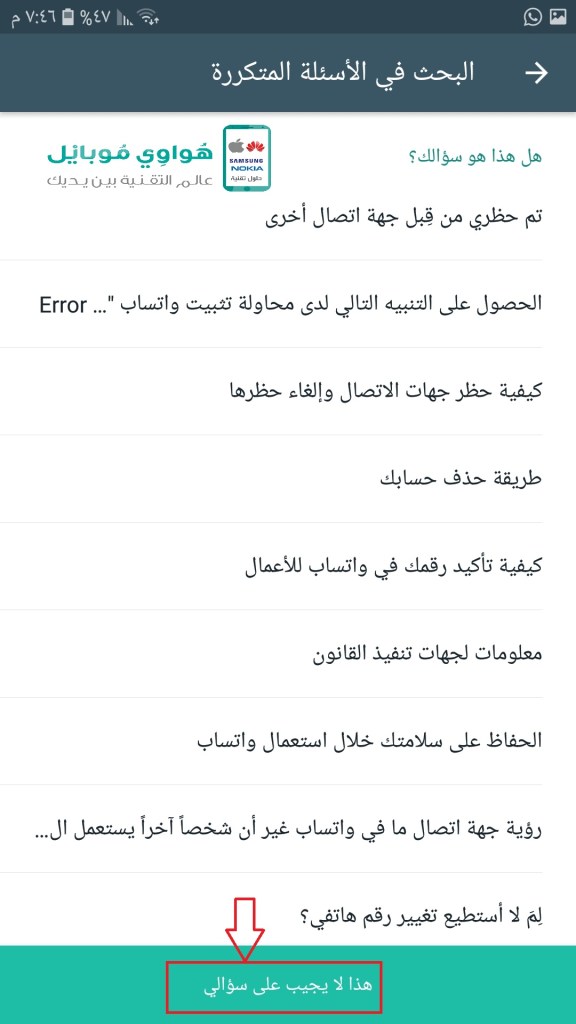 ٧:٤٦ م
%٤٧
البحث في الأسئلة المتكررة
هُواوِي مُوبايْل
عالم التقنية بين يديك
SAMSUNG
NOKIA
حلول تقنية
هل هذا هو سؤالك؟
تم حظري من قِبل جهة اتصال أخرى
الحصول على التنبيه التالي لدى محاولة تثبيت واتساب "... Error
كيفية حظر جهات الاتصال وإلغاء حظرها
طريقة حذف حسابك
كيفية تأكيد رقمك في واتساب للأعمال
معلومات لجهات تنفيذ القانون
الحفاظ على سلامتك خلال استعمال واتساب
رؤية جهة اتصال ما في واتساب غير أن شخصاً آخراً يستعمل ال...
لِمَ لا أستطيع تغيير رقم هاتفي؟
هذا لا يجيب على سؤالي